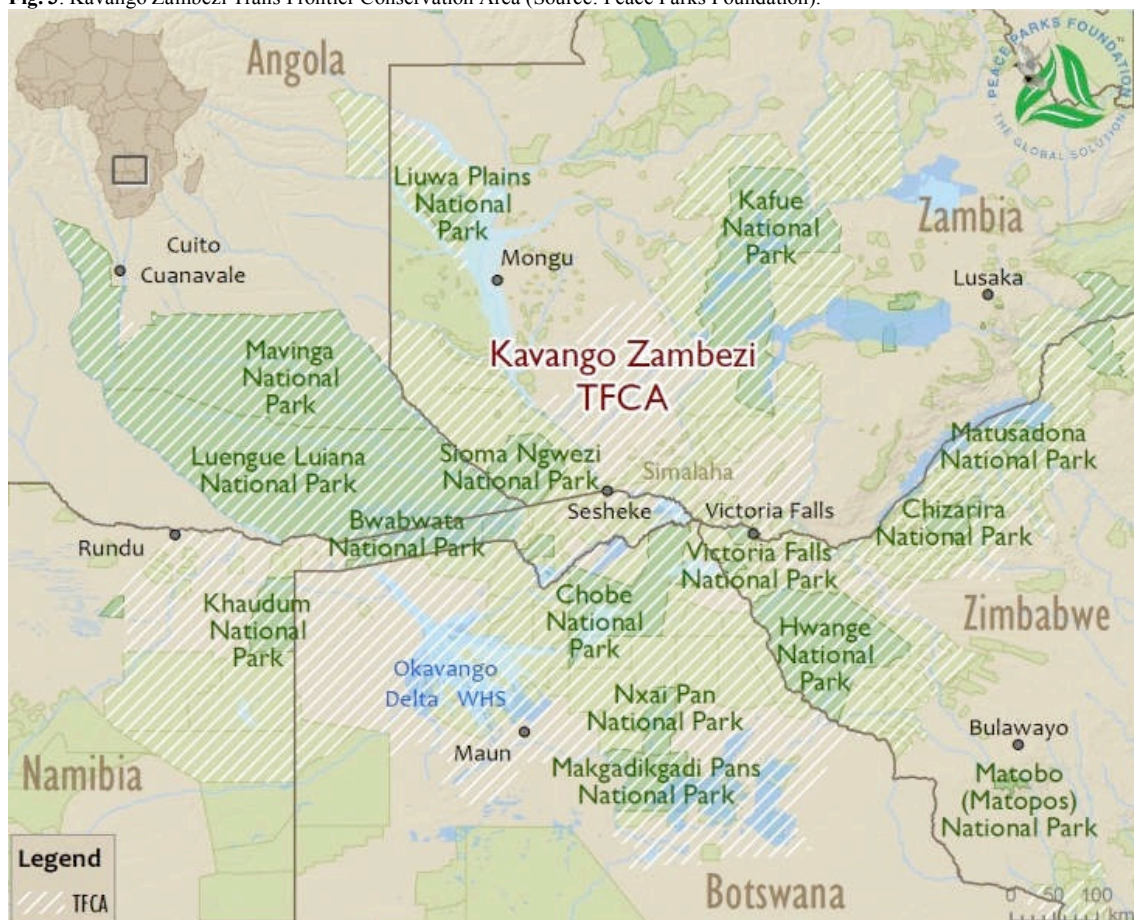 Fig. 3. Kavango Zambezi Trans Frontier Conservation Area (Source: Peace Parks Foundation).
PEACE PARKS FOUNDATION
THE GLOBAL SOLUTION
Angola
Liuwa Plains
National
Park
Kafue
National
Park
Zambia
Cuito
Cuanavale
Mongu
Lusaka
Mavinga
National
Park
Kavango Zambezi
TFCA
Luengue Luiana
National Park
Sioma Ngwezi
National Park
Simalaha
Matusadona
National Park
Sesheke
Victoria Falls
Chizarira
National Park
Rundu
Bwabwata
National Park
Victoria Falls
National Park
Khaudum
National
Park
Chobe
National
Park
Hwange
National
Park
Zimbabwe
Okavango
Delta WHS
Nxai Pan
National Park
Maun
Bulawayo
Namibia
Makgadikgadi Pans
National Park
Matobo
(Matopos)
National Park
Legend
TFCA
Botswana
0 50 100
km